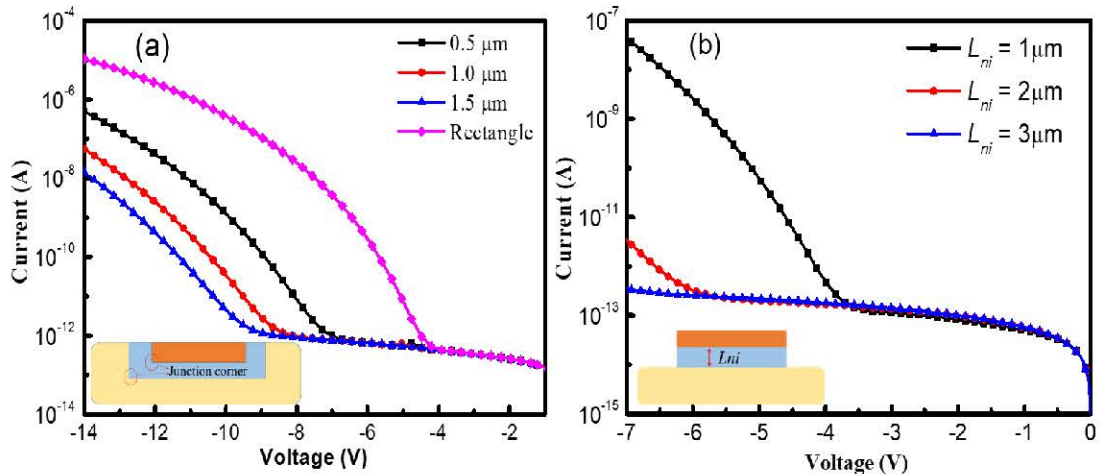 (a)
0.5 μm
1.0 μm
1.5 μm
Rectangle
10⁻⁴
10⁻⁶
10⁻⁸
10⁻¹⁰
10⁻¹²
10⁻¹⁴
Current (A)
Junction corner
-14 -12 -10 -8 -6 -4 -2
Voltage (V)
(b)
Lni = 1μm
Lni = 2μm
Lni = 3μm
10⁻⁷
10⁻⁹
10⁻¹¹
10⁻¹³
10⁻¹⁵
Current (A)
Lni
-7 -6 -5 -4 -3 -2 -1 0
Voltage (V)